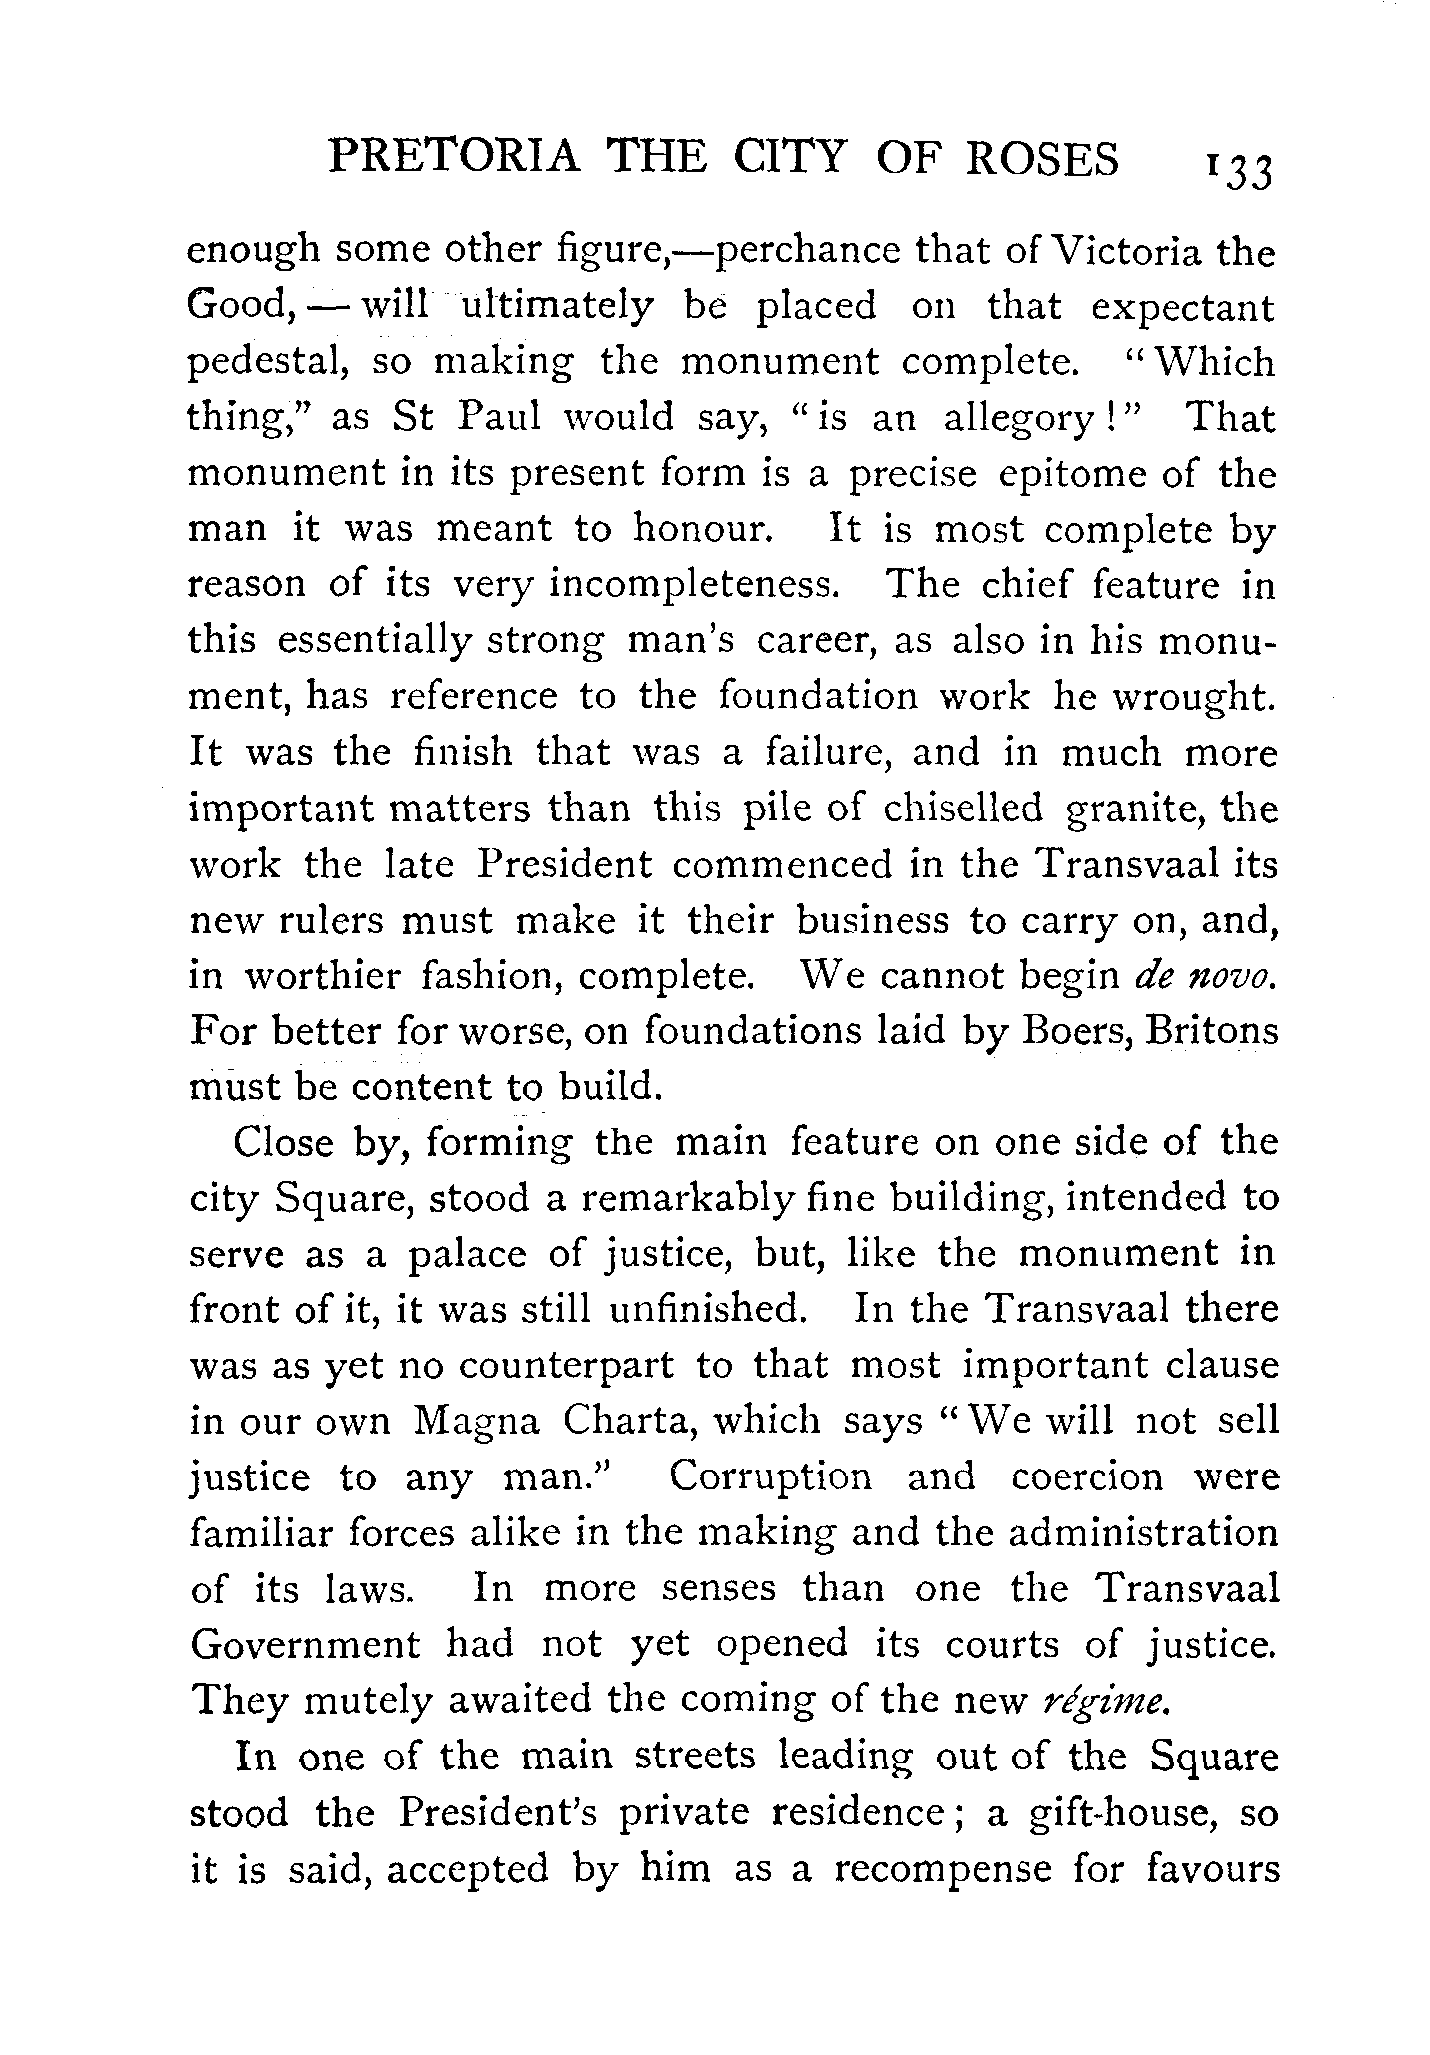 PRETORIA THE CITY OF ROSES 133
enough some other figure,—perchance that of Victoria the
Good, — will ultimately be placed on that expectant
pedestal, so making the monument complete. “Which
thing,” as St Paul would say, “is an allegory!” That
monument in its present form is a precise epitome of the
man it was meant to honour. It is most complete by
reason of its very incompleteness. The chief feature in
this essentially strong man's career, as also in his monu-
ment, has reference to the foundation work he wrought.
It was the finish that was a failure, and in much more
important matters than this pile of chiselled granite, the
work the late President commenced in the Transvaal its
new rulers must make it their business to carry on, and,
in worthier fashion, complete. We cannot begin de novo.
For better for worse, on foundations laid by Boers, Britons
must be content to build.
Close by, forming the main feature on one side of the
city Square, stood a remarkably fine building, intended to
serve as a palace of justice, but, like the monument in
front of it, it was still unfinished. In the Transvaal there
was as yet no counterpart to that most important clause
in our own Magna Charta, which says “We will not sell
justice to any man.” Corruption and coercion were
familiar forces alike in the making and the administration
of its laws. In more senses than one the Transvaal
Government had not yet opened its courts of justice.
They mutely awaited the coming of the new régime.
In one of the main streets leading out of the Square
stood the President's private residence; a gift-house, so
it is said, accepted by him as a recompense for favours